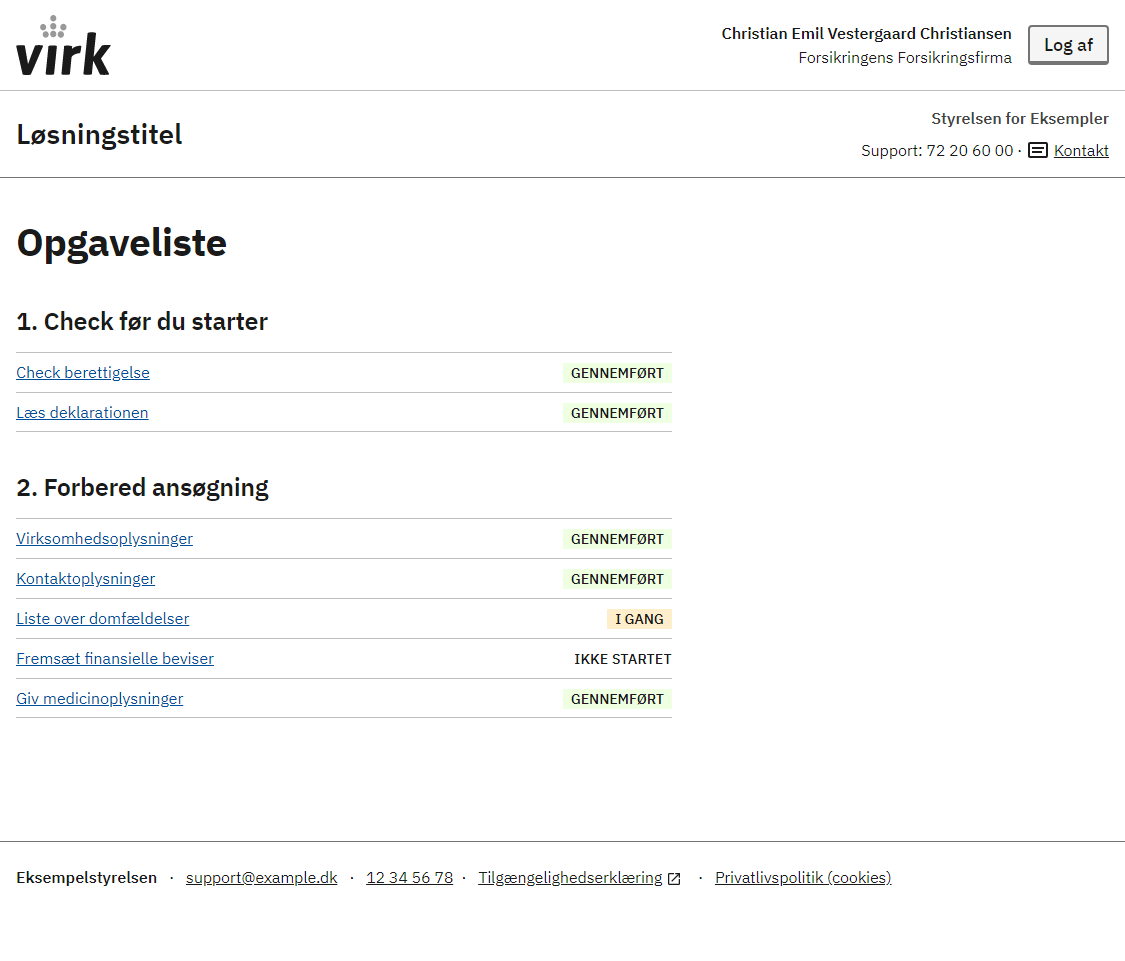 virk
Christian Emil Vestergaard Christiansen
Forsikringens Forsikringsfirma
Log af
Løsningstitel
Styrelsen for Eksempler
Support: 72 20 60 00 · Kontakt
Opgaveliste
1. Check før du starter
Check berettigelse GENNEMFØRT
Læs deklarationen GENNEMFØRT
2. Forbered ansøgning
Virksomhedsoplysninger GENNEMFØRT
Kontaktoplysninger GENNEMFØRT
Liste over domfældelser I GANG
Fremsæt finansielle beviser IKKE STARTET
Giv medicinoplysninger GENNEMFØRT
Eksempelstyrelsen · support@example.dk · 12 34 56 78 · Tilgængelighedserklæring · Privatlivspolitik (cookies)